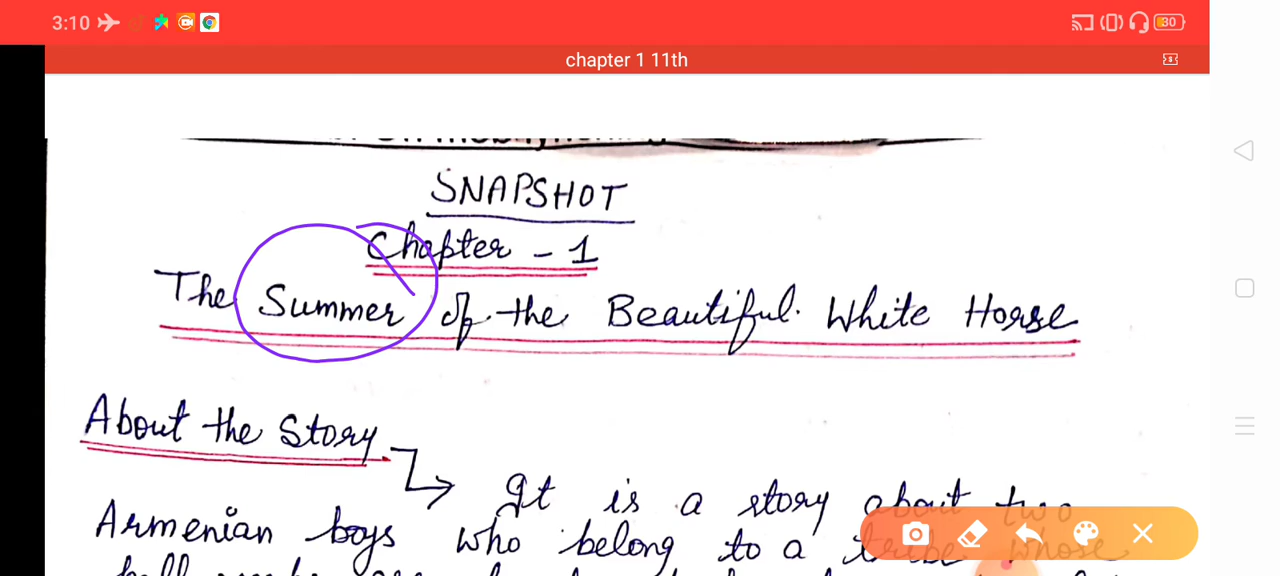 3:10
30
chapter 1 11th
SNAPSHOT
Chapter - 1
The Summer of the Beautiful White Horse
About the Story
It is a story about two
Armenian boys who belong to a tribe whose